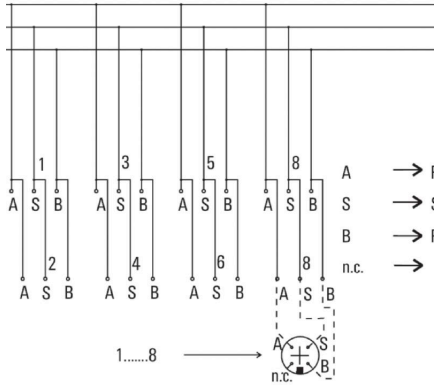 1 3 5 8
A S B A S B A S B A S B
2 4 6 8
A S B A S B A S B A S B
A
S
B
n.c.
1.......8
A S
B
n.c.